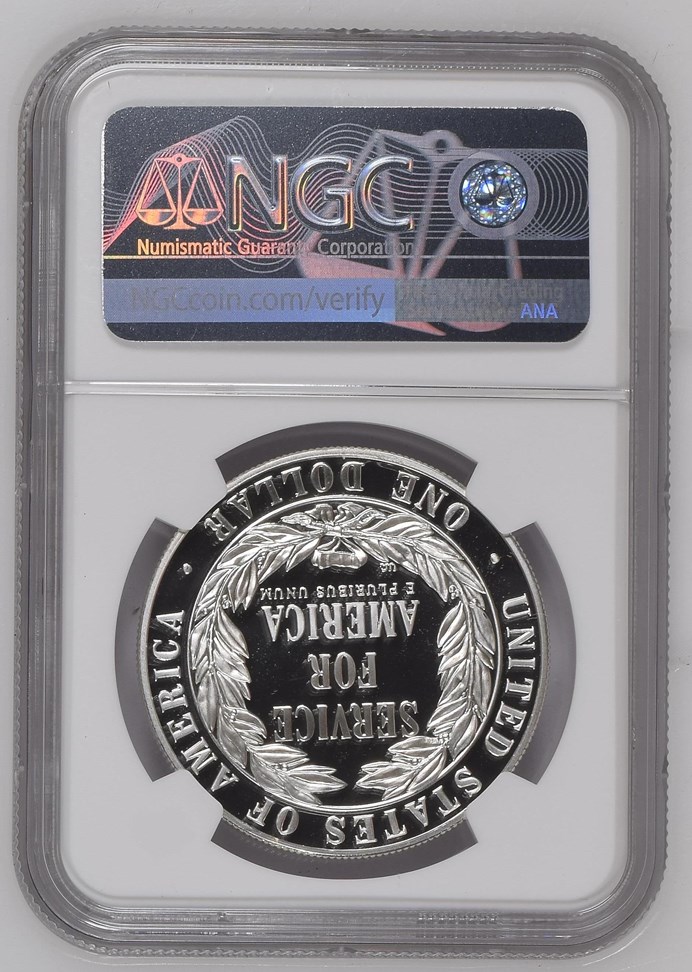 NGC
Numismatic Guaranty Corporation
NGCcoin.com/verify
Grading
ANA
UNITED STATES OF AMERICA
• ONE DOLLAR •
SERVICE
FOR
AMERICA
E PLURIBUS UNUM